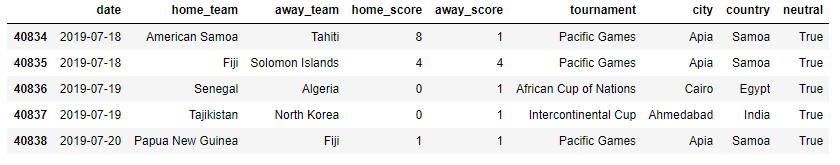 date home_team away_team home_score away_score tournament city country neutral
40834 2019-07-18 American Samoa Tahiti 8 1 Pacific Games Apia Samoa True
40835 2019-07-18 Fiji Solomon Islands 4 4 Pacific Games Apia Samoa True
40836 2019-07-19 Senegal Algeria 0 1 African Cup of Nations Cairo Egypt True
40837 2019-07-19 Tajikistan North Korea 0 1 Intercontinental Cup Ahmedabad India True
40838 2019-07-20 Papua New Guinea Fiji 1 1 Pacific Games Apia Samoa True